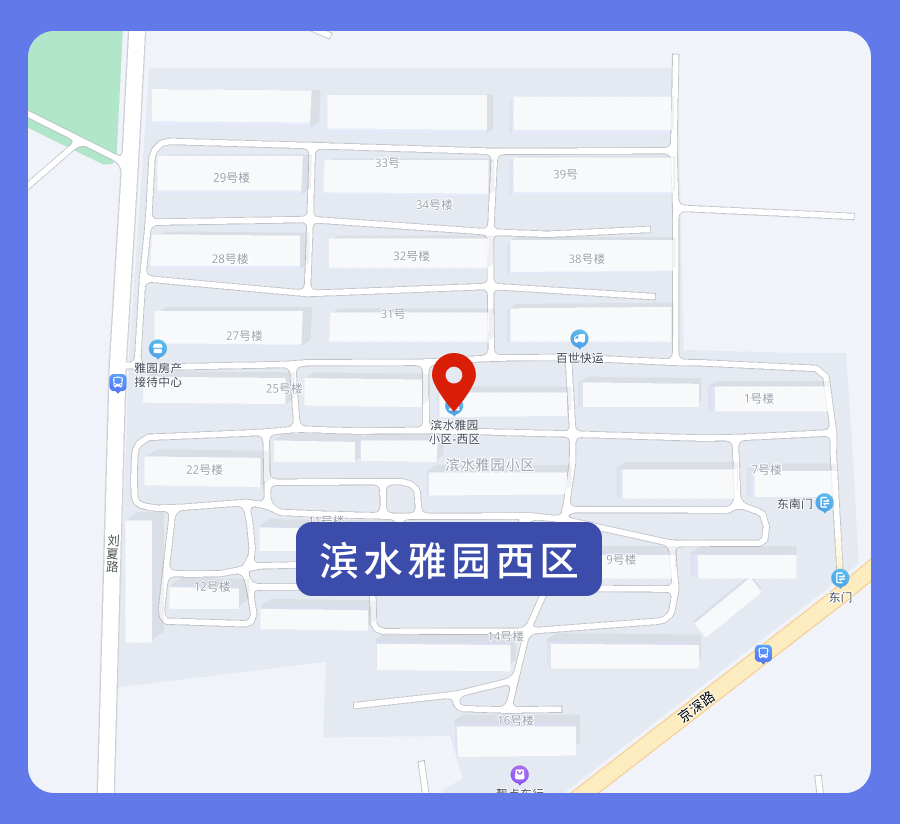 33号
29号楼
39号
34号楼
28号楼
32号楼
38号楼
31号
27号楼
百世快运
雅园房产
接待中心
25号楼
1号楼
滨水雅园
小区-西区
滨水雅园小区
22号楼
7号楼
东南门
11号楼
刘夏路
滨水雅园西区
9号楼
12号楼
东门
14号楼
京深路
16号楼